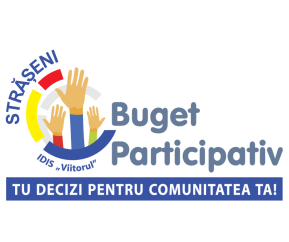 STRĂȘENI
IDIS „Viitorul”
Buget
Participativ
TU DECIZI PENTRU COMUNITATEA TA!